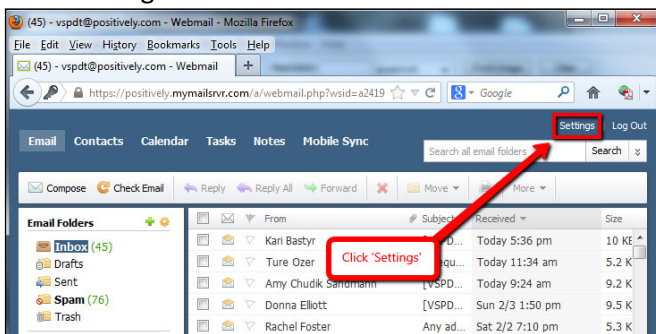 (45) - vspdt@positively.com - Webmail - Mozilla Firefox
File Edit View History Bookmarks Tools Help
(45) - vspdt@positively.com - Webmail +
https://positively.mymailsrvr.com/a/webmail.php?wsid=a2419 Google
Settings Log Out
Email Contacts Calendar Tasks Notes Mobile Sync
Search all email folders Search
Compose Check Email Reply Reply All Forward Move More
Email Folders From Subject Received Size
Inbox (45) Kari Bastyr Today 5:36 pm 10 KE
Drafts Ture Ozer Today 11:34 am 5.2 K
Click 'Settings'
Sent Amy Chudik Sandmann [VSPD... Today 9:24 am 9.2 K
Spam (76) Donna Elliott [VSPD... Sun 2/3 1:50 pm 9.5 K
Trash Rachel Foster Any ad... Sat 2/2 7:10 pm 5.3 K